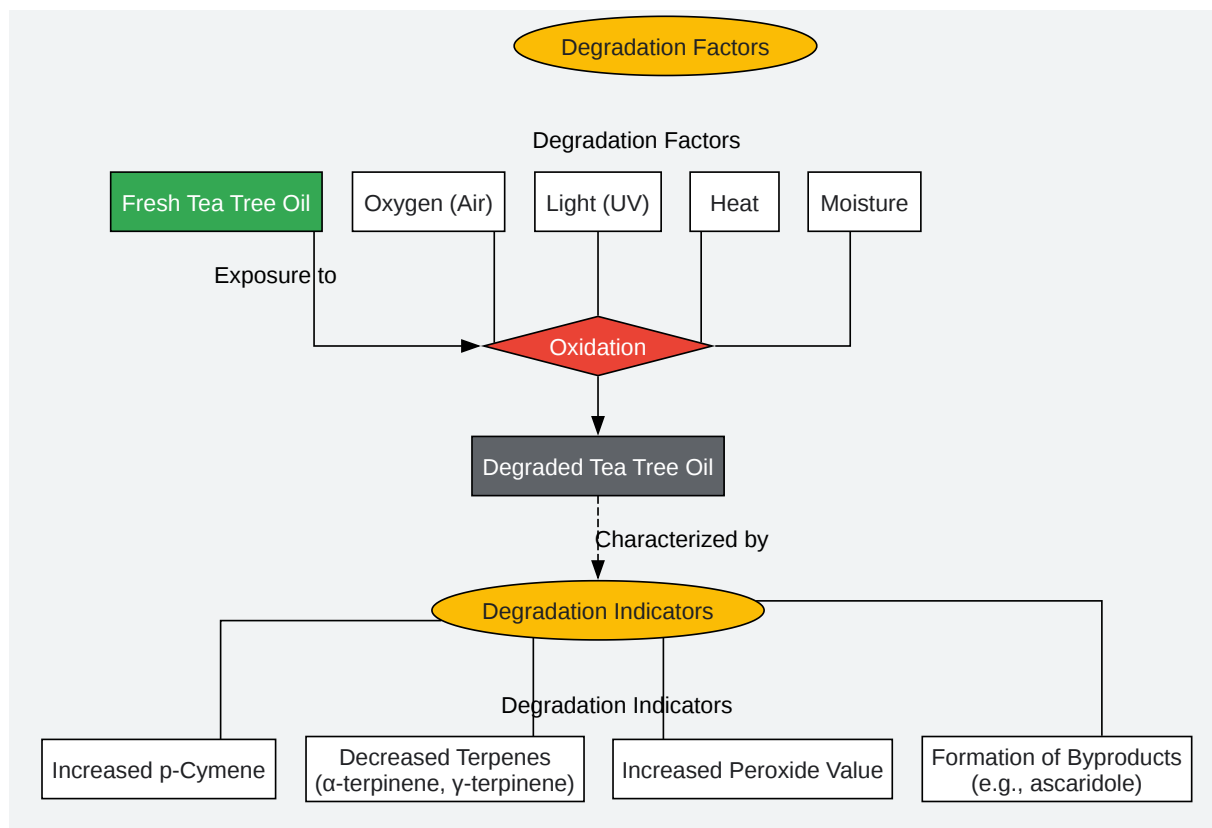 Degradation Factors
Degradation Factors
Fresh Tea Tree Oil
Oxygen (Air)
Light (UV)
Heat
Moisture
Exposure to
Oxidation
Degraded Tea Tree Oil
Characterized by
Degradation Indicators
Degradation Indicators
Increased p-Cymene
Decreased Terpenes
(α-terpinene, γ-terpinene)
Increased Peroxide Value
Formation of Byproducts
(e.g., ascaridole)